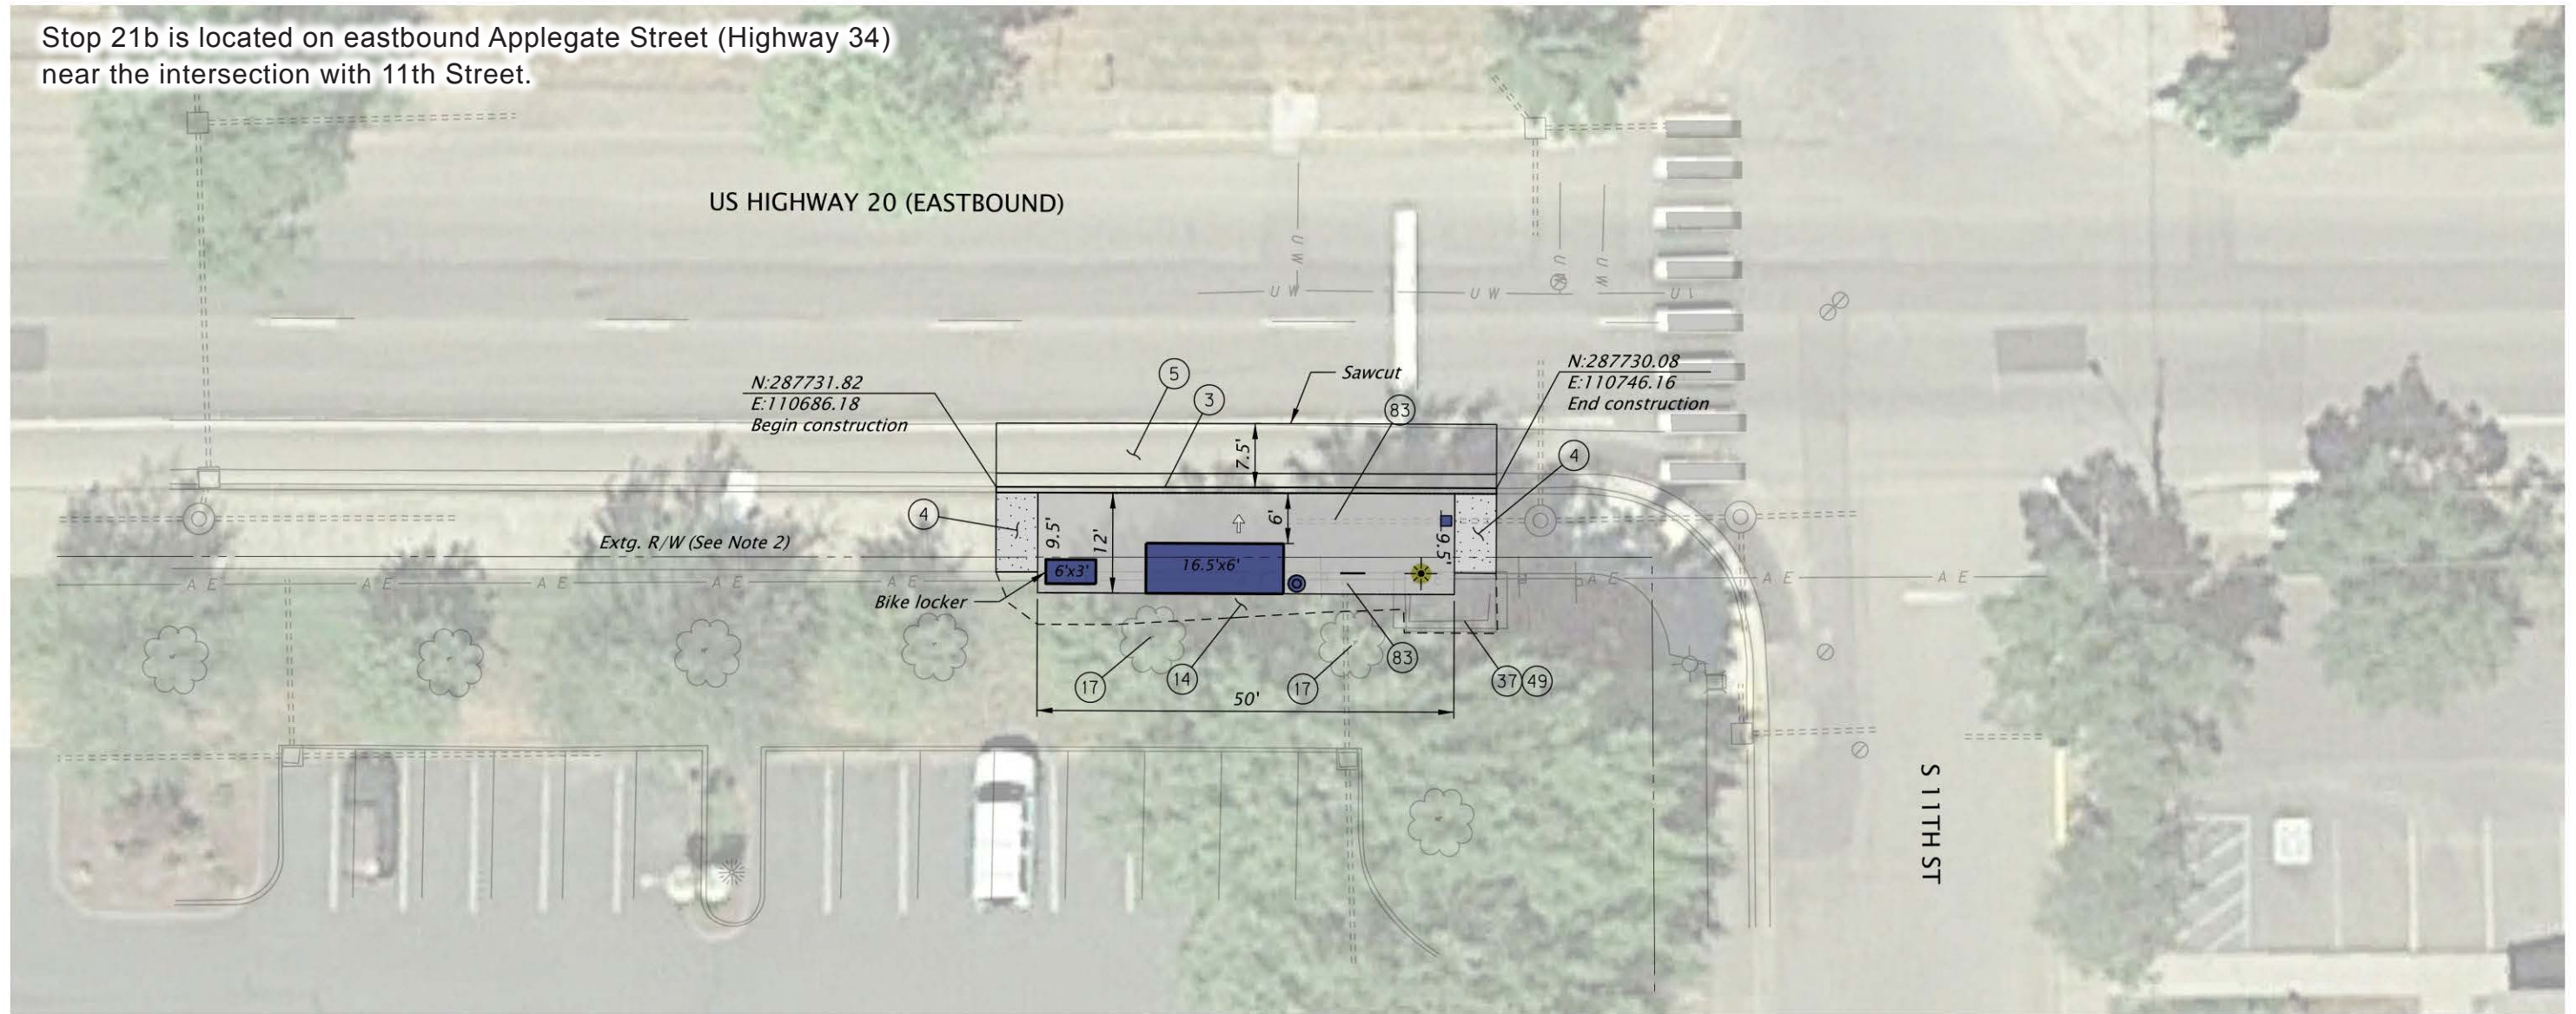 Stop 21b is located on eastbound Applegate Street (Highway 34)
near the intersection with 11th Street.
US HIGHWAY 20 (EASTBOUND)
U W
U W
U W
U W
U W
N:287731.82
E:110686.18
Begin construction
5
3
Sawcut
83
N:287730.08
E:110746.16
End construction
7.5'
4
4
9.5'
12'
6'
9.5'
Extg. R/W (See Note 2)
6'x3'
16.5'x6'
A E
A E
A E
A E
A E
A E
A E
A E
Bike locker
17
14
17
83
37 49
50'
S 11TH ST